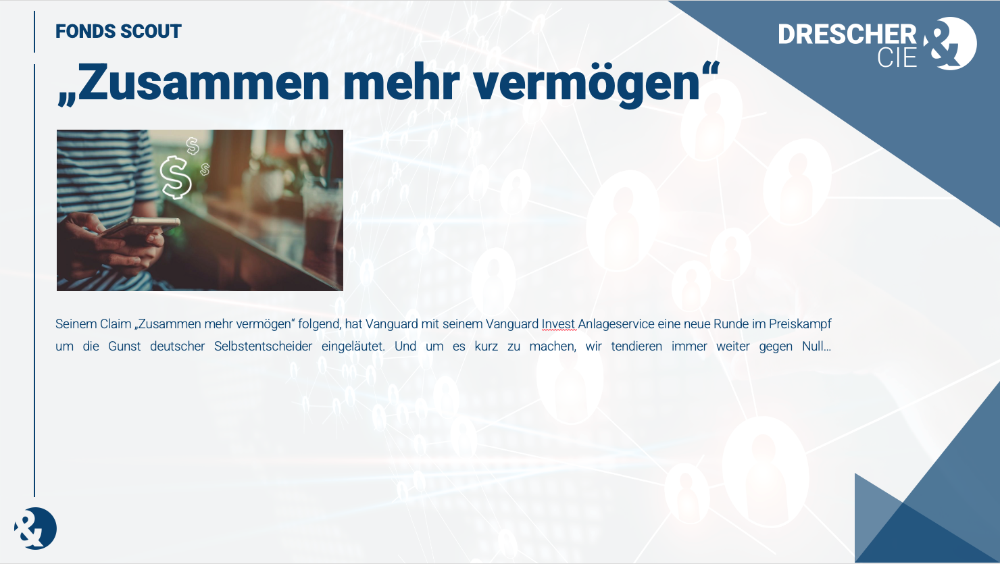 FONDS SCOUT
DRESCHER
CIE
&
„Zusammen mehr vermögen“
$
$
$
Seinem Claim „Zusammen mehr vermögen“ folgend, hat Vanguard mit seinem Vanguard Invest Anlageservice eine neue Runde im Preiskampf
um die Gunst deutscher Selbstentscheider eingeläutet. Und um es kurz zu machen, wir tendieren immer weiter gegen Null...
&